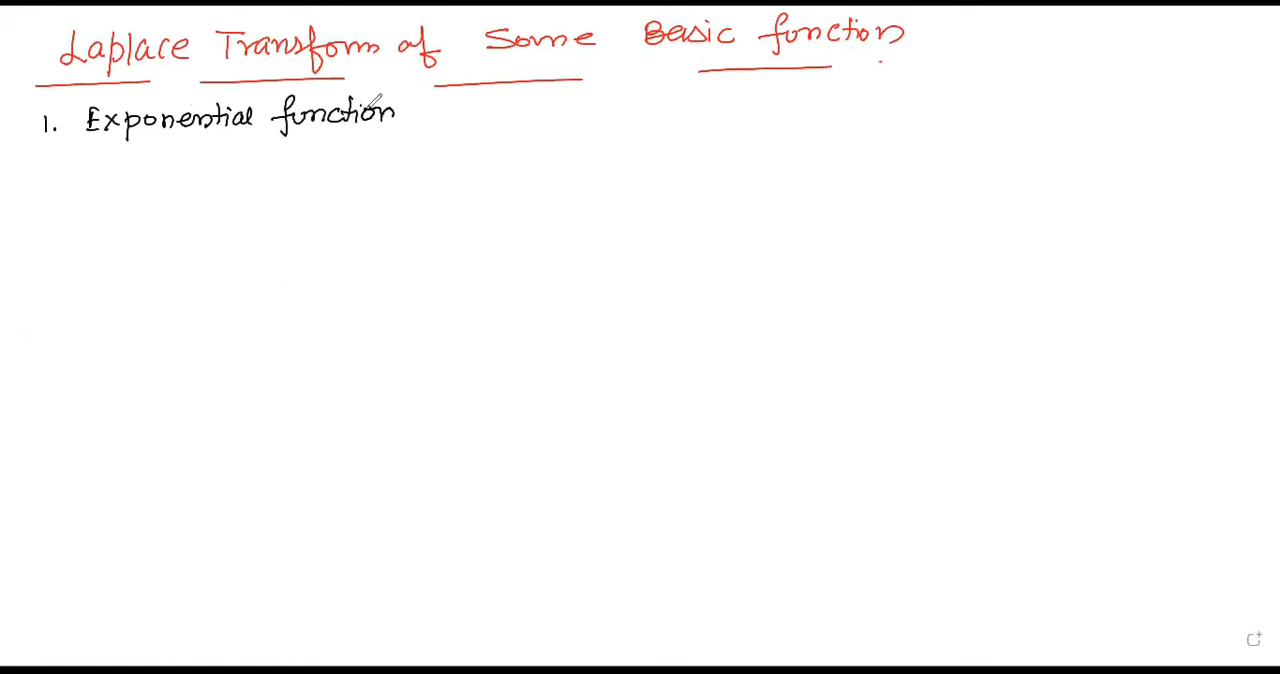 Laplace Transform of Some Basic function
1. Exponential function